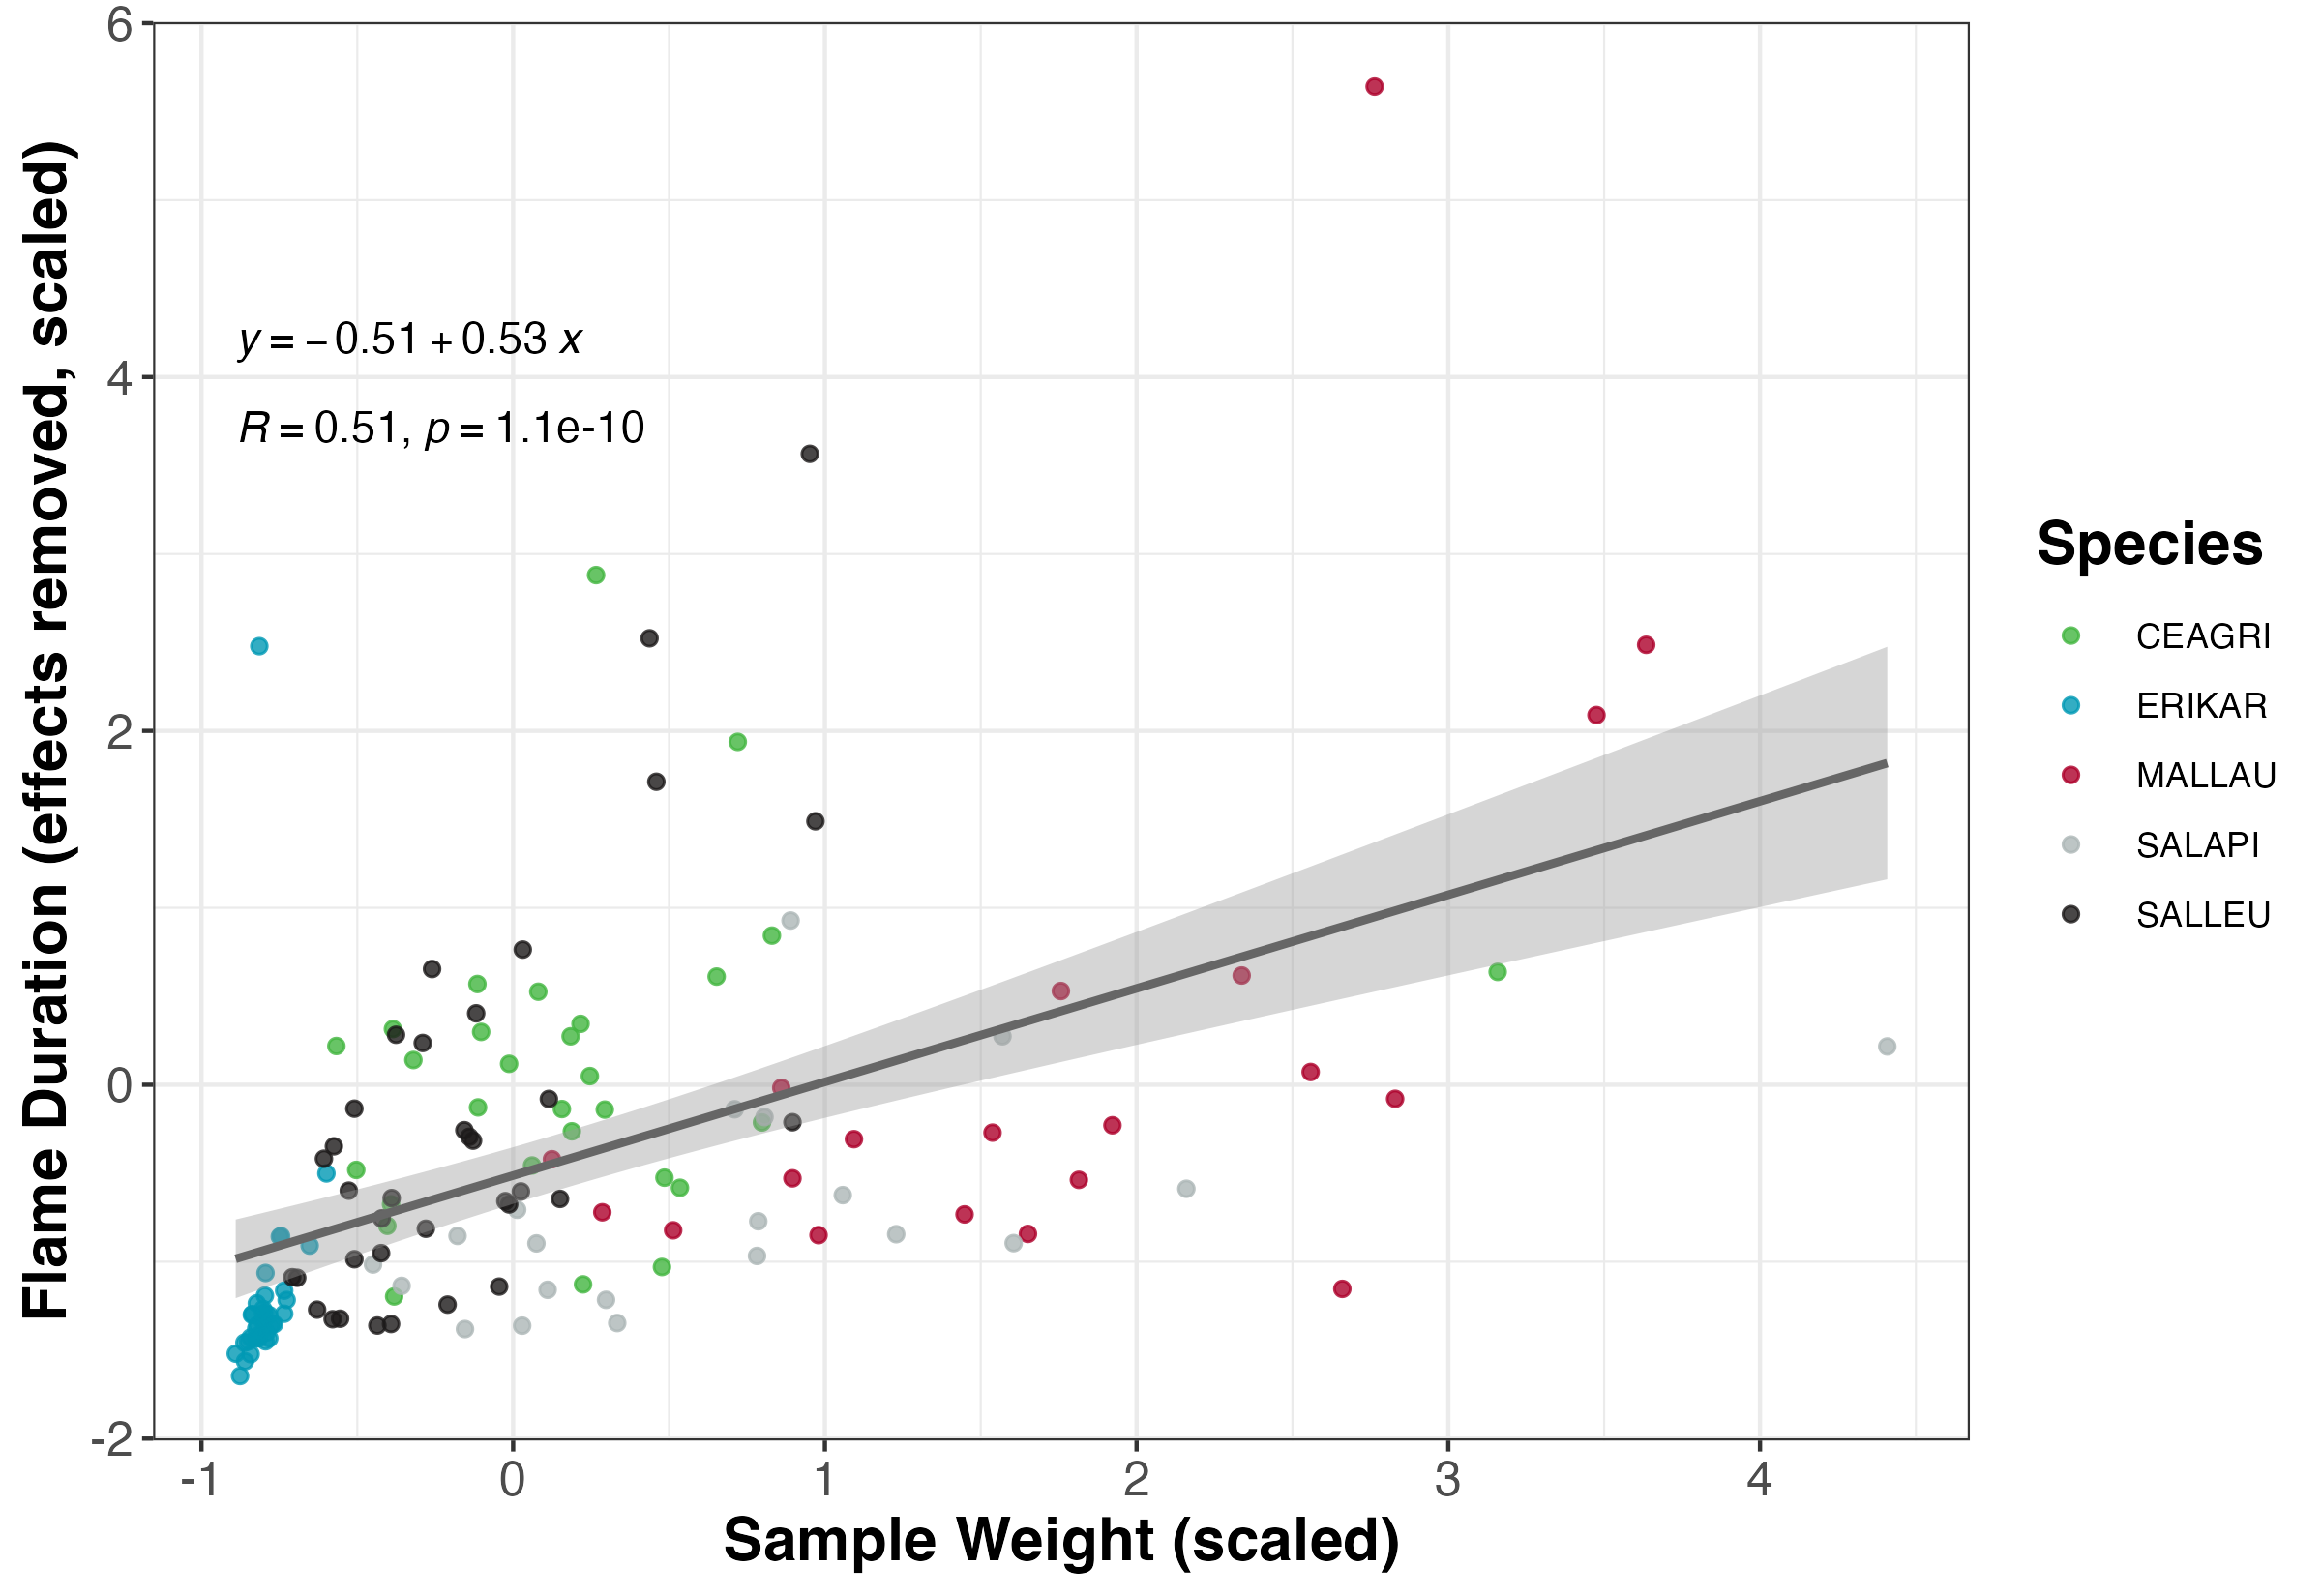 Flame Duration (effects removed, scaled)
6
4
2
0
-2
y = − 0.51 + 0.53 x
R = 0.51, p = 1.1e-10
-1 0 1 2 3 4
Sample Weight (scaled)
Species
CEAGRI
ERIKAR
MALLAU
SALAPI
SALLEU